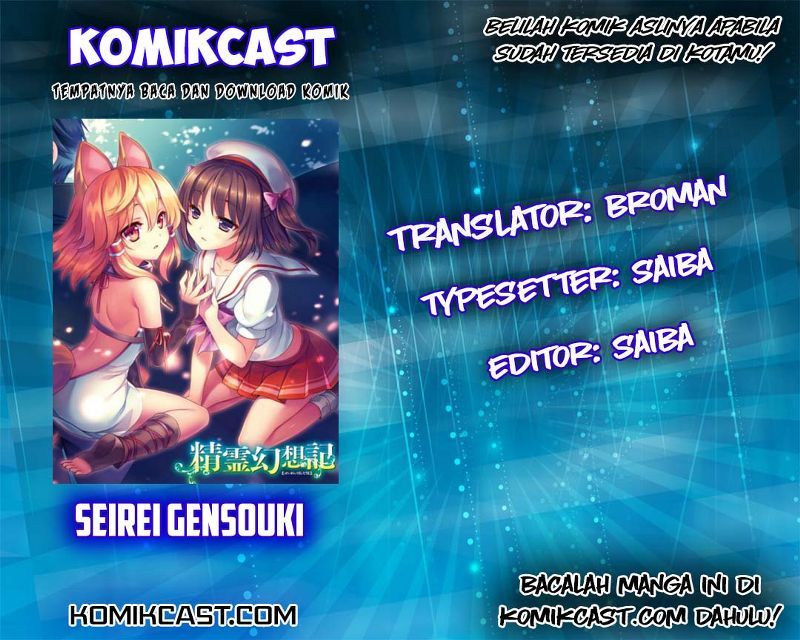 KOMIKCAST
TEMPATNYA BACA DAN DOWNLOAD KOMIK
BELILAH KOMIK ASLINYA APABILA
SUDAH TERSEDIA DI KOTAMU!
TRANSLATOR: BROMAN
TYPESETTER: SAIBA
EDITOR: SAIBA
精霊幻想記
SEIREI GENSOUKI
KOMIKCAST.COM
BACALAH MANGA INI DI
KOMIKCAST.COM DAHULU!